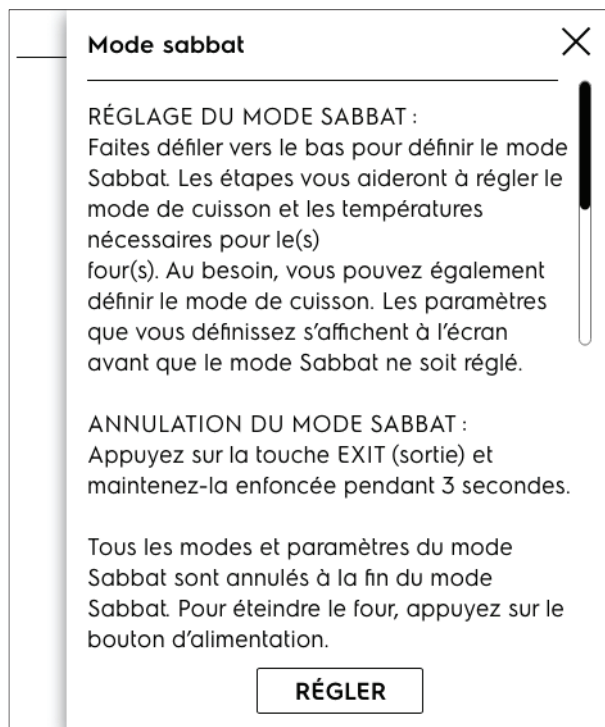 Mode sabbat
RÉGLAGE DU MODE SABBAT :
Faites défiler vers le bas pour définir le mode
Sabbat. Les étapes vous aideront à régler le
mode de cuisson et les températures
nécessaires pour le(s)
four(s). Au besoin, vous pouvez également
définir le mode de cuisson. Les paramètres
que vous définissez s’affichent à l’écran
avant que le mode Sabbat ne soit réglé.
ANNULATION DU MODE SABBAT :
Appuyez sur la touche EXIT (sortie) et
maintenez-la enfoncée pendant 3 secondes.
Tous les modes et paramètres du mode
Sabbat sont annulés à la fin du mode
Sabbat. Pour éteindre le four, appuyez sur le
bouton d’alimentation.
RÉGLER